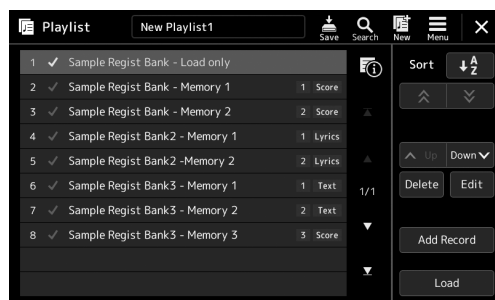 Playlist New Playlist1 Save Search New Menu
1 Sample Regist Bank - Load only
2 Sample Regist Bank - Memory 1 1 Score
3 Sample Regist Bank - Memory 2 2 Score
4 Sample Regist Bank2 - Memory 1 1 Lyrics
5 Sample Regist Bank2 -Memory 2 2 Lyrics
6 Sample Regist Bank3 - Memory 1 1 Text
7 Sample Regist Bank3 - Memory 2 2 Text
8 Sample Regist Bank3 - Memory 3 3 Score
1/1
Sort AZ
Up Down
Delete Edit
Add Record
Load